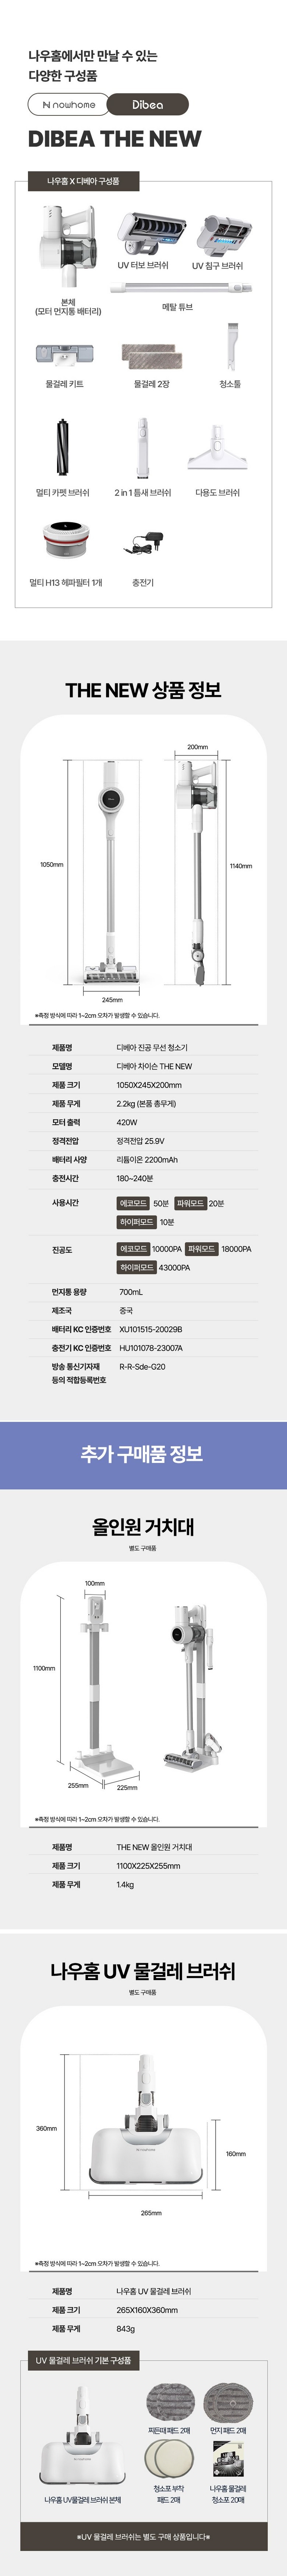 나우홈에서만 만날 수 있는
다양한 구성품
nowhome
Dibea
DIBEA THE NEW
나우홈 X 디베아 구성품
본체
(모터 먼지통 배터리)
UV 터보 브러쉬
UV 침구 브러쉬
메탈 튜브
물걸레 키트
물걸레 2장
청소툴
멀티 카펫 브러쉬
2 in 1 틈새 브러쉬
다용도 브러쉬
멀티 H13 헤파필터 1개
충전기
THE NEW 상품 정보
200mm
1050mm
1140mm
245mm
※측정 방식에 따라 1~2cm 오차가 발생할 수 있습니다.
제품명 디베아 진공 무선 청소기
모델명 디베아 차이슨 THE NEW
제품 크기 1050X245X200mm
제품 무게 2.2kg (본품 총무게)
모터 출력 420W
정격전압 정격전압 25.9V
배터리 사양 리튬이온 2200mAh
충전시간 180~240분
사용시간 에코모드 50분 파워모드 20분
하이퍼모드 10분
진공도 에코모드 10000PA 파워모드 18000PA
하이퍼모드 43000PA
먼지통 용량 700mL
제조국 중국
배터리 KC 인증번호 XU101515-20029B
충전기 KC 인증번호 HU101078-23007A
방송 통신기자재 R-R-Sde-G20
등의 적합등록번호
추가 구매품 정보
올인원 거치대
별도 구매품
100mm
1100mm
255mm
225mm
※측정 방식에 따라 1~2cm 오차가 발생할 수 있습니다.
제품명 THE NEW 올인원 거치대
제품 크기 1100X225X255mm
제품 무게 1.4kg
나우홈 UV 물걸레 브러쉬
별도 구매품
360mm
160mm
265mm
※측정 방식에 따라 1~2cm 오차가 발생할 수 있습니다.
제품명 나우홈 UV 물걸레 브러쉬
제품 크기 265X160X360mm
제품 무게 843g
UV 물걸레 브러쉬 기본 구성품
찌든때 패드 2매
먼지 패드 2매
나우홈 UV물걸레 브러쉬 본체
청소포 부착
패드 2매
나우홈 물걸레
청소포 20매
※UV 물걸레 브러쉬는 별도 구매 상품입니다※